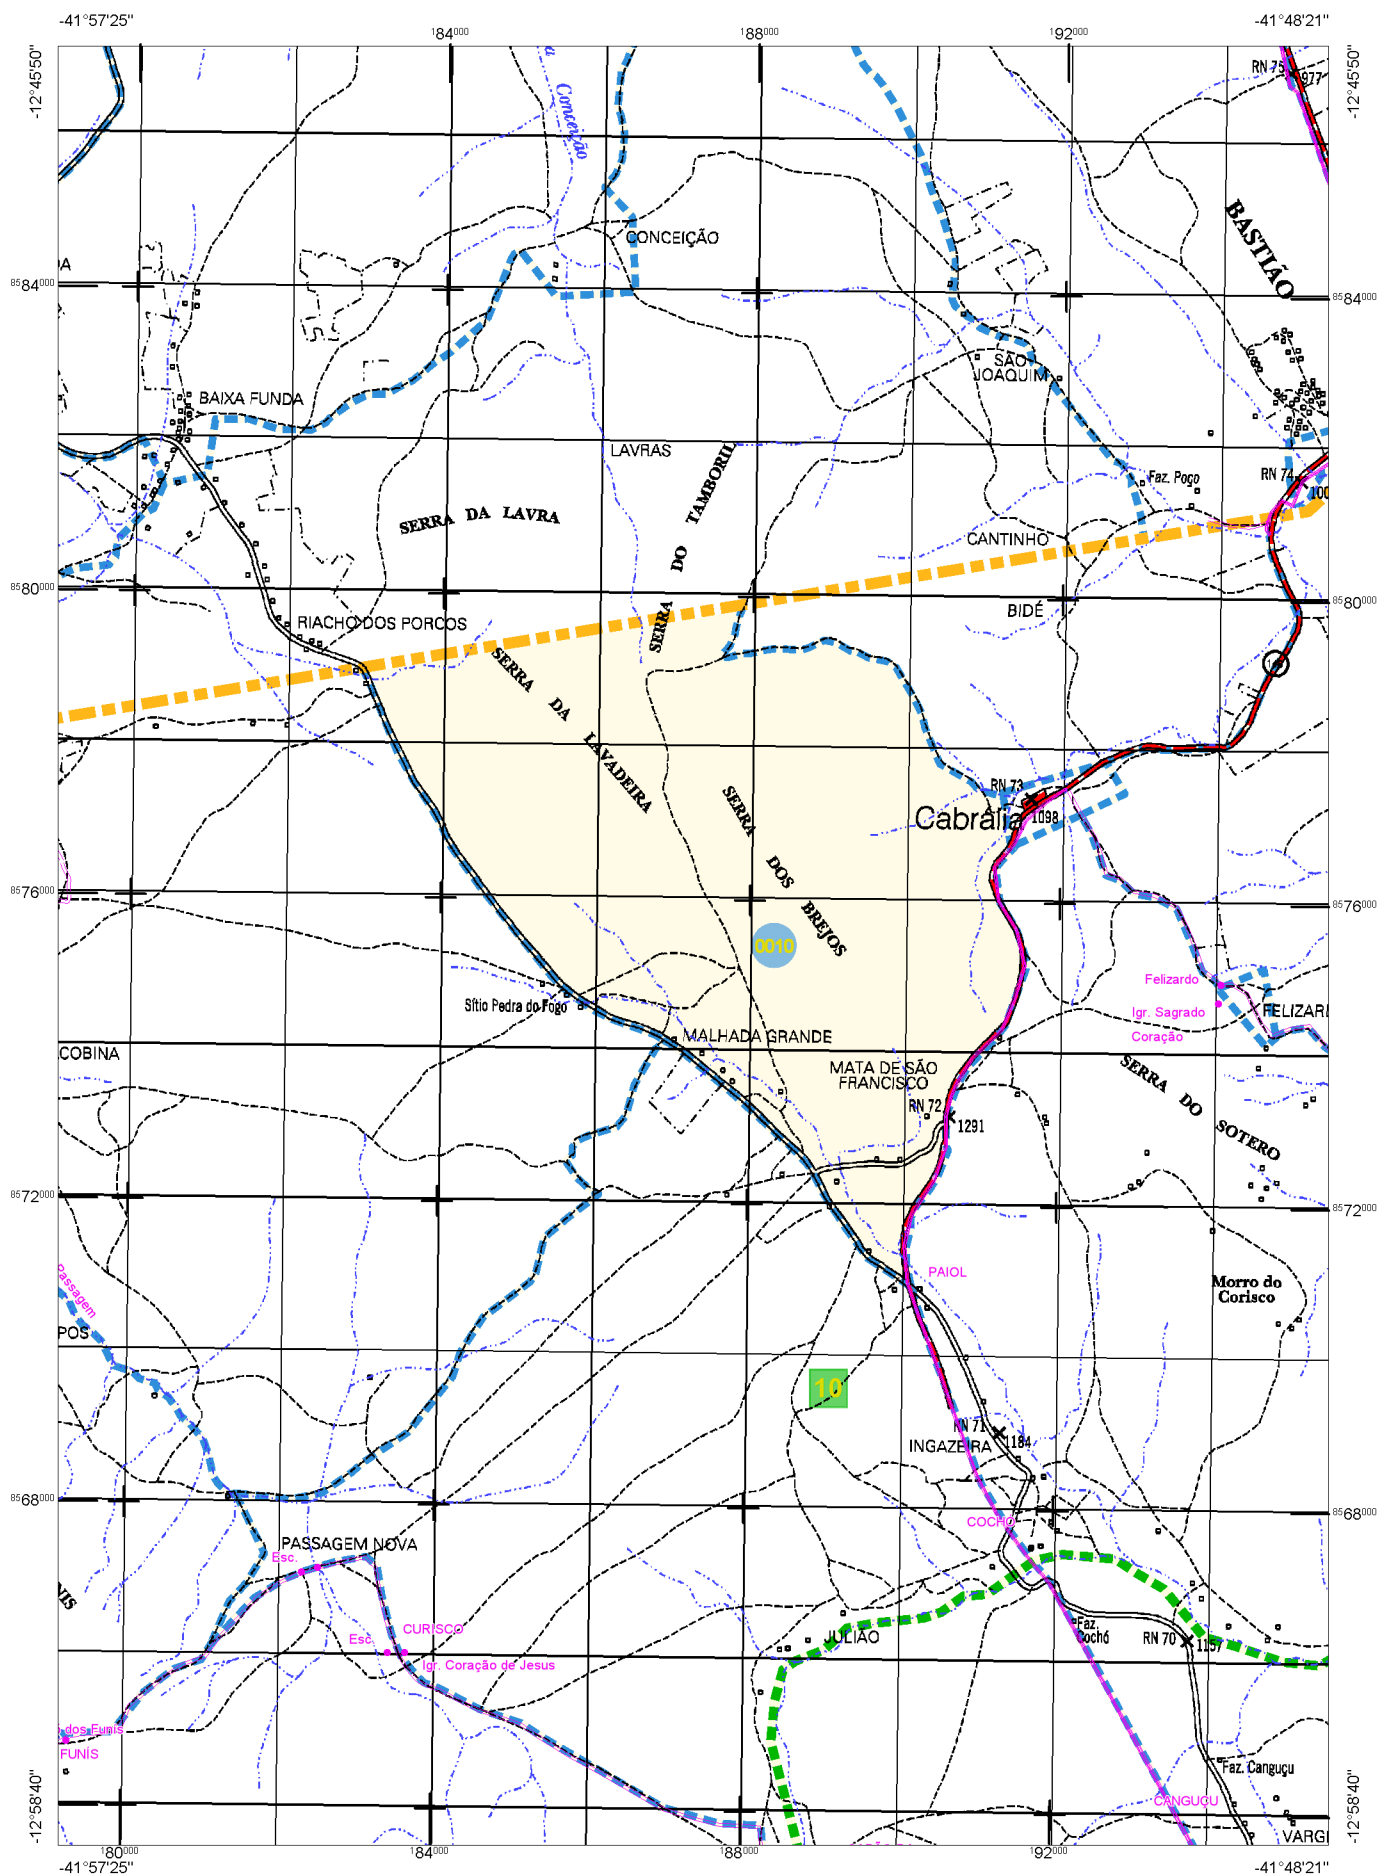 -41°57'25"
-41°48'21"
184000
188000
192000
-12°45'50"
-12°45'50"
RN 75
977
Conceição
BASTIÃO
CONCEIÇÃO
8584000
8584000
SÃO
JOAQUIM
BAIXA FUNDA
LAVRAS
SERRA DO TAMBORIL
RN 74
Faz. Poço
SERRA DA LAVRA
CANTINHO
8580000
8580000
BIDÉ
RIACHO DOS PORCOS
SERRA DA LAVADEIRA
RN 73
SERRA DOS BREJOS
Cabrália
1098
8576000
8576000
0010
Felizardo
Sítio Pedra do Fogo
Igr. Sagrado
Coração
FELIZARD
MALHADA GRANDE
COBINA
MATA DE SÃO
FRANCISCO
SERRA DO SOTERO
RN 72
1291
8572000
8572000
Passagem
PAIOL
Morro do
Corisco
POS
10
RN 71
1184
INGAZEIRA
8568000
8568000
COCHO
PASSAGEM NOVA
Esc.
NIS
CURISCO
Esc.
JULIÃO
Faz.
Cochó
RN 70
1157
Igr. Coração de Jesus
dos Funis
FUNÍS
Faz. Canguçu
CANGUÇU
-12°58'40"
-12°58'40"
VARG
180000
184000
188000
192000
-41°57'25"
-41°48'21"